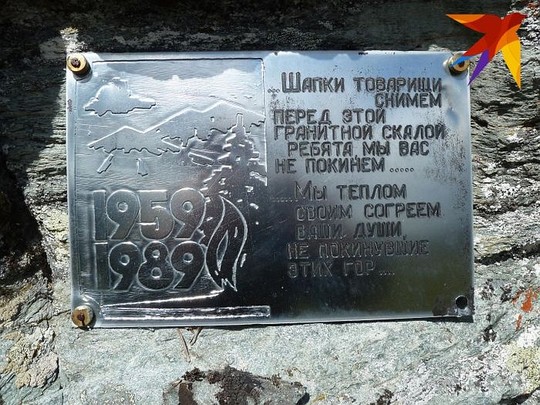 ...Шапки товарищи
снимем
перед этой
гранитной скалой
ребята мы вас
не покинем.....
.....Мы теплом
своим согреем
ваши души,
не покинувшие
этих гор....
1959
1989